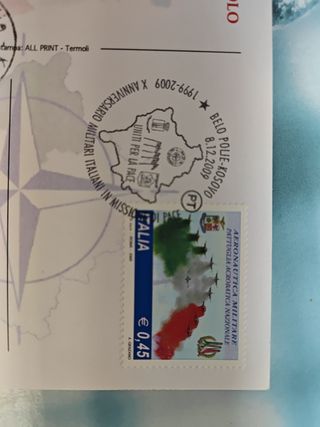 OLO
Stampa: ALL PRINT - Termoli
1999-2009 X ANNIVERSARIO MILITARI ITALIANI IN MISSIONE DI PACE
★ BELO POLJE-KOSOVO
8.12.2009
UNITI PER LA PACE
PT
ITALIA
€ 0,45
AERONAUTICA MILITARE
PATTUGLIA ACROBATICA NAZIONALE